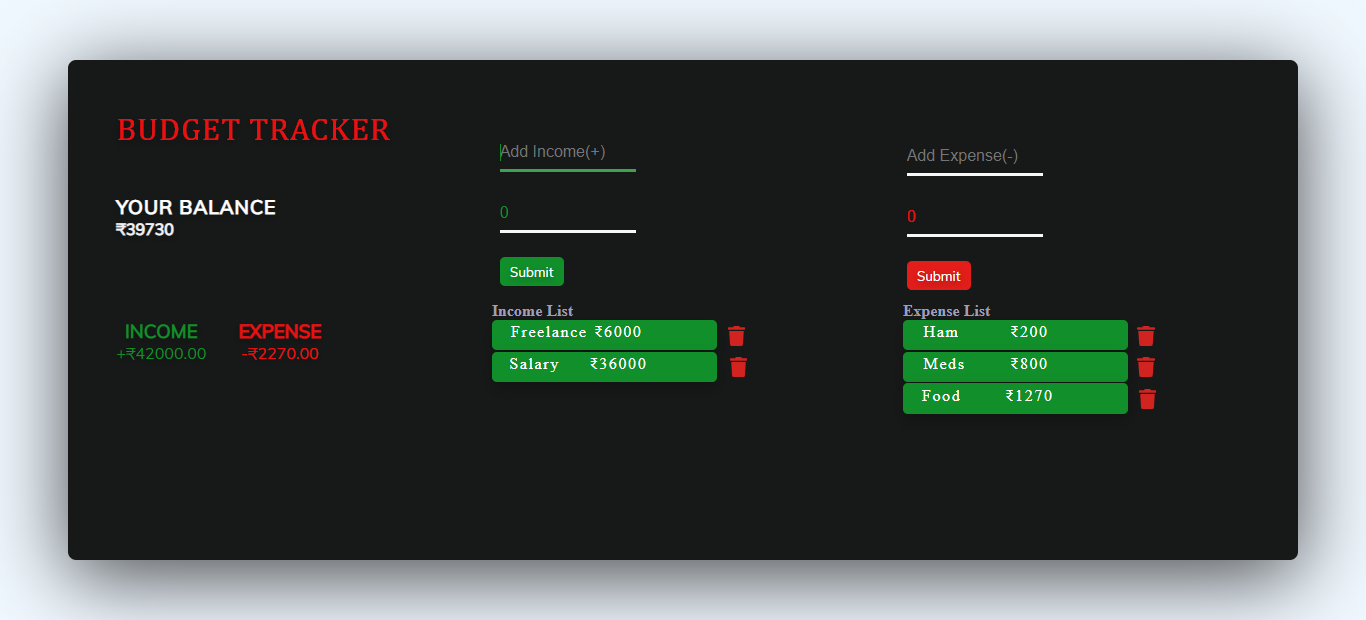 BUDGET TRACKER
YOUR BALANCE
₹39730
INCOME EXPENSE
+₹42000.00 -₹2270.00
Add Income(+)
0
Submit
Income List
Freelance ₹6000
Salary ₹36000
Add Expense(-)
0
Submit
Expense List
Ham ₹200
Meds ₹800
Food ₹1270